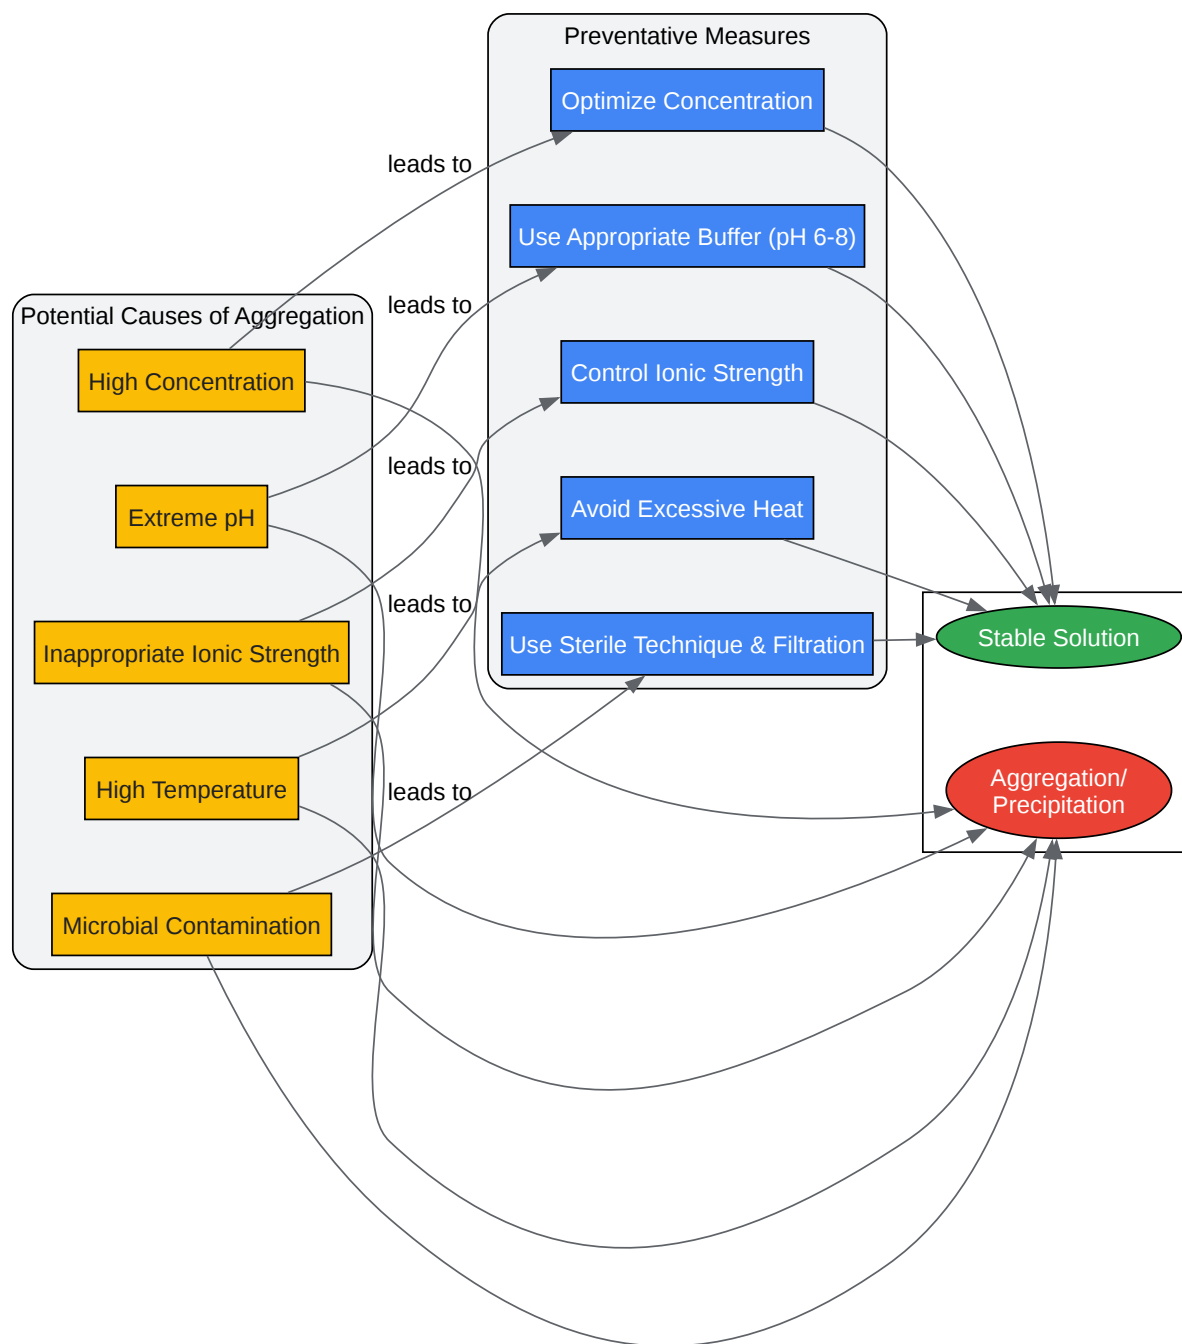 Preventative Measures
Optimize Concentration
leads to
Use Appropriate Buffer (pH 6-8)
leads to
Potential Causes of Aggregation
High Concentration
Control Ionic Strength
leads to
Extreme pH
Avoid Excessive Heat
leads to
Inappropriate Ionic Strength
Use Sterile Technique & Filtration
Stable Solution
High Temperature
leads to
Aggregation/
Precipitation
Microbial Contamination